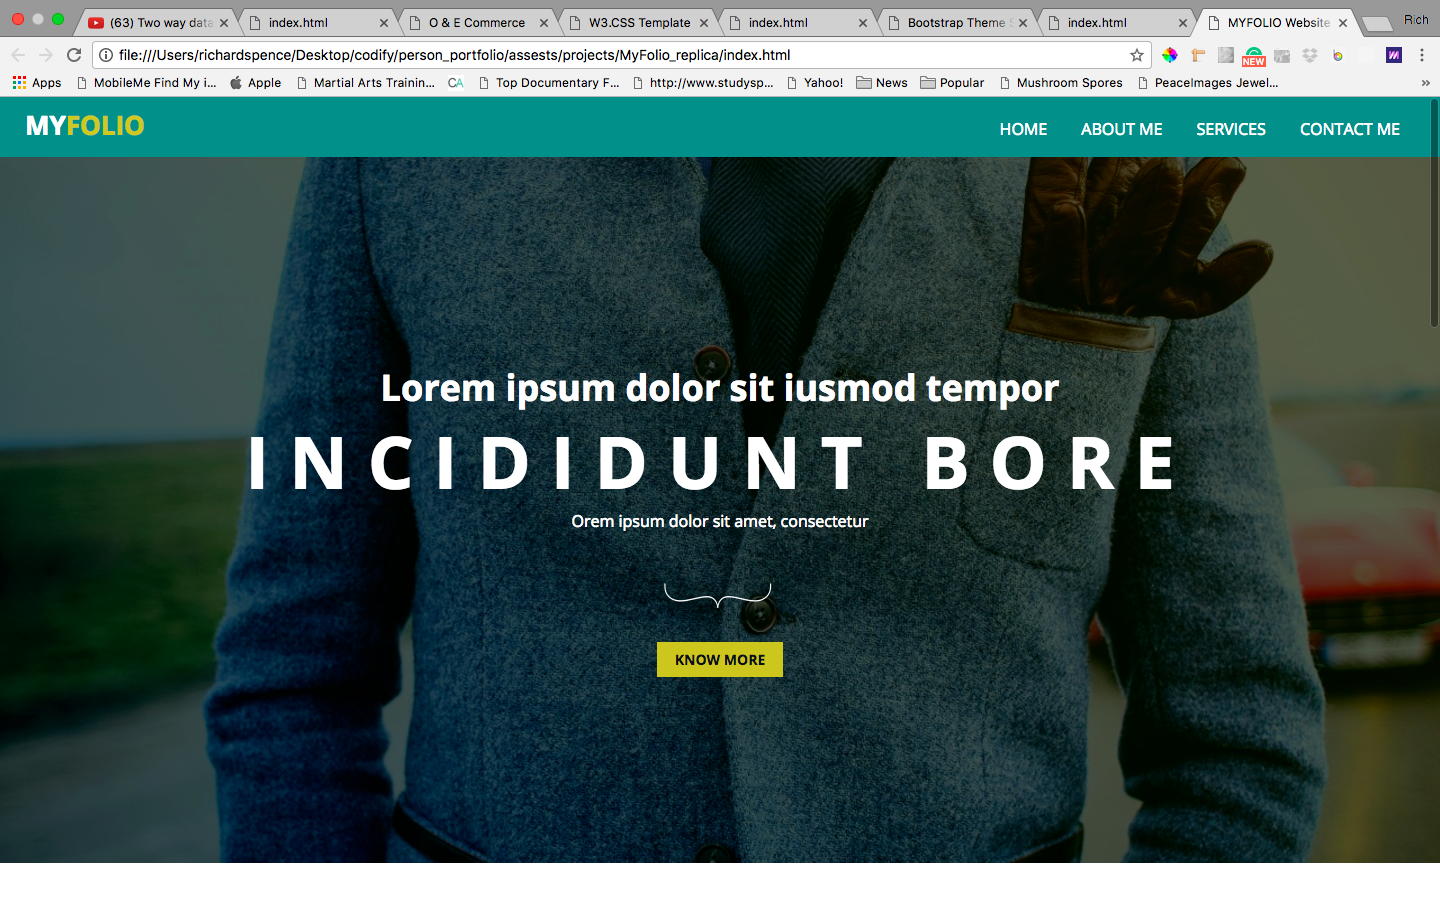 (63) Two way data
index.html
O & E Commerce
W3.CSS Template
index.html
Bootstrap Theme S
index.html
MYFOLIO Website
Rich
file:///Users/richardspence/Desktop/codify/person_portfolio/assests/projects/MyFolio_replica/index.html
NEW
Apps
MobileMe Find My i...
Apple
Martial Arts Trainin...
CA
Top Documentary F...
http://www.studysp...
Yahoo!
News
Popular
Mushroom Spores
PeaceImages Jewel...
»
MYFOLIO
HOME
ABOUT ME
SERVICES
CONTACT ME
Lorem ipsum dolor sit iusmod tempor
INCIDIDUNT BORE
Orem ipsum dolor sit amet, consectetur
KNOW MORE